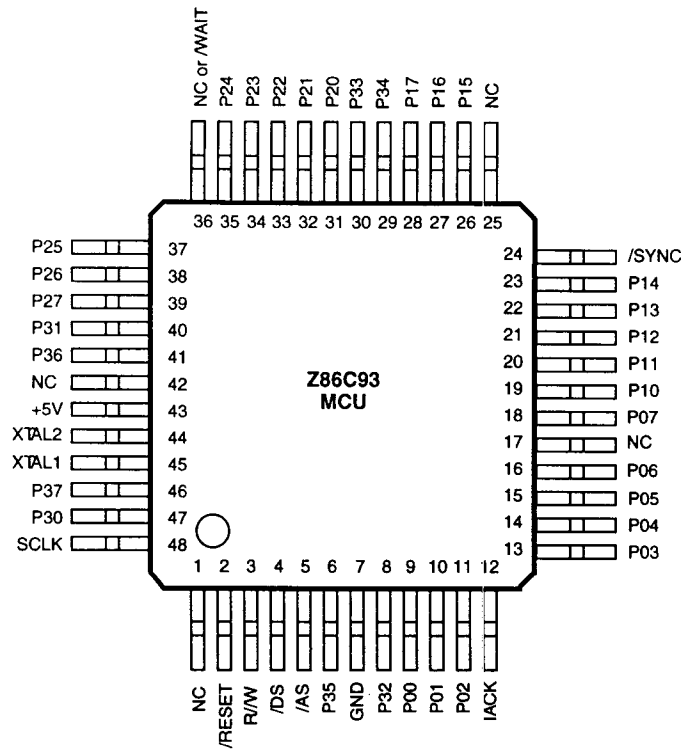 NC or /WAIT
P24
P23
P22
P21
P20
P33
P34
P17
P16
P15
NC
36 35 34 33 32 31 30 29 28 27 26 25
P25 37
P26 38
P27 39
P31 40
P36 41
NC 42
+5V 43
XTAL2 44
XTAL1 45
P37 46
P30 47
SCLK 48
Z86C93
MCU
24 /SYNC
23 P14
22 P13
21 P12
20 P11
19 P10
18 P07
17 NC
16 P06
15 P05
14 P04
13 P03
1 2 3 4 5 6 7 8 9 10 11 12
NC
/RESET
R//W
/DS
/AS
P35
GND
P32
P00
P01
P02
IACK